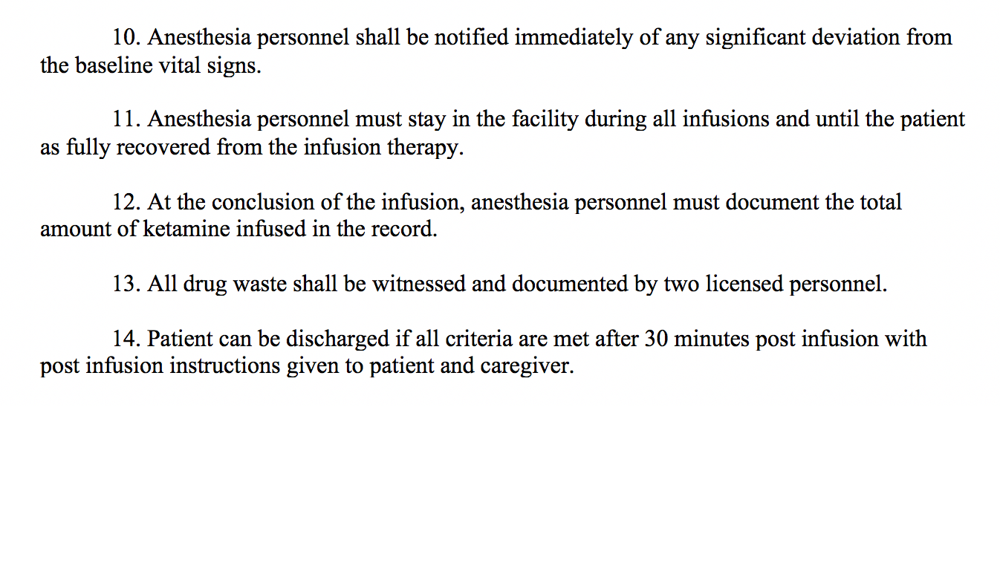 10. Anesthesia personnel shall be notified immediately of any significant deviation from
the baseline vital signs.
11. Anesthesia personnel must stay in the facility during all infusions and until the patient
as fully recovered from the infusion therapy.
12. At the conclusion of the infusion, anesthesia personnel must document the total
amount of ketamine infused in the record.
13. All drug waste shall be witnessed and documented by two licensed personnel.
14. Patient can be discharged if all criteria are met after 30 minutes post infusion with
post infusion instructions given to patient and caregiver.